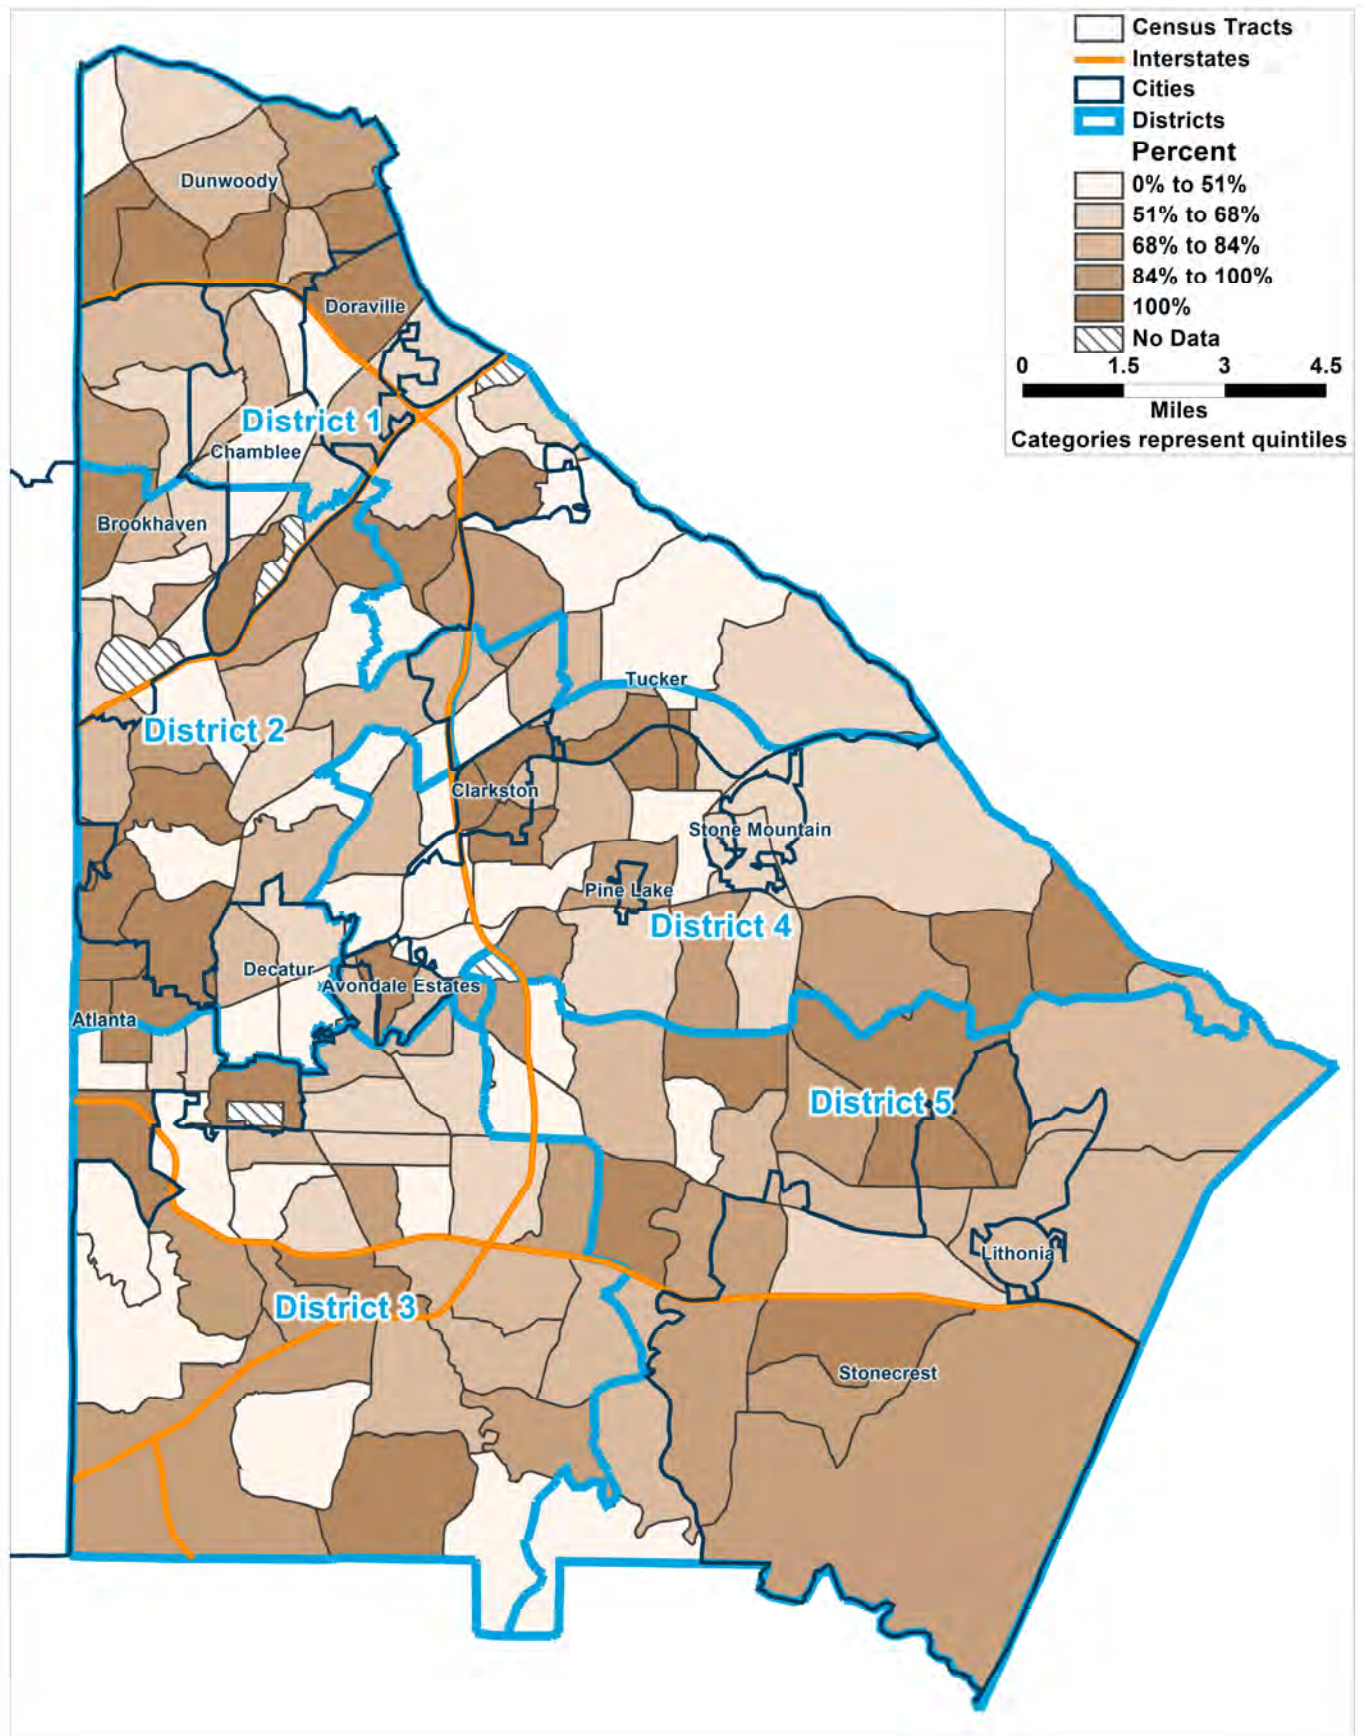 Census Tracts
Interstates
Cities
Districts
Percent
0% to 51%
51% to 68%
68% to 84%
84% to 100%
100%
No Data
0 1.5 3 4.5
Miles
Categories represent quintiles
Dunwoody
Doraville
District 1
Chamblee
Brookhaven
Tucker
District 2
Clarkston
Stone Mountain
Pine Lake
District 4
Decatur
Avondale Estates
Atlanta
District 5
Lithonia
District 3
Stonecrest